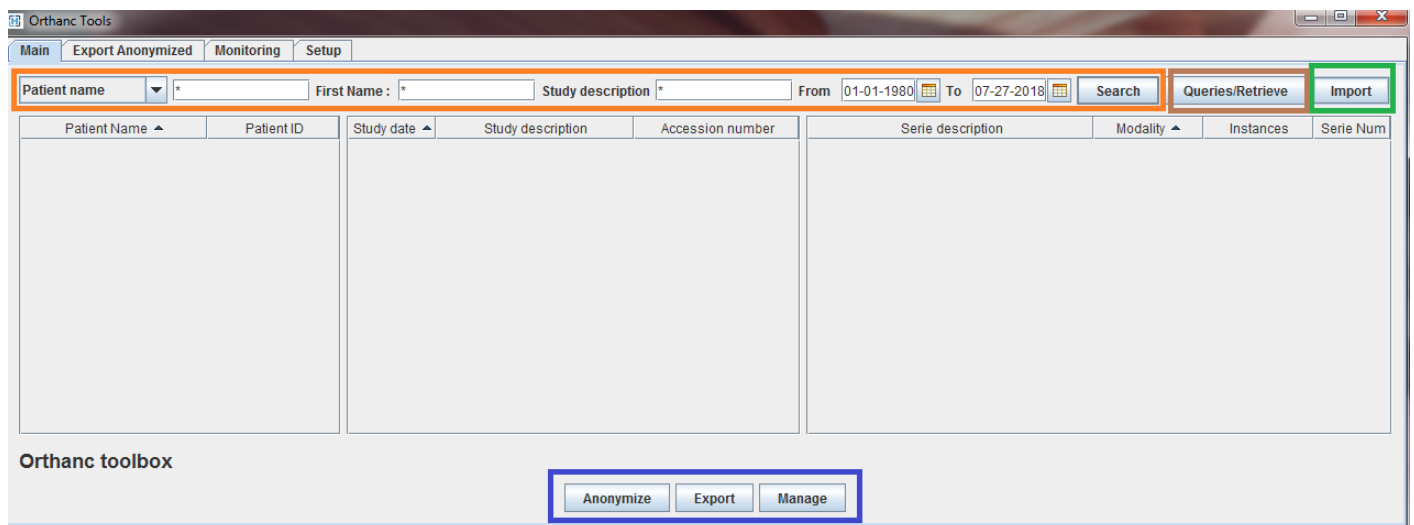 Orthanc Tools
Main Export Anonymized Monitoring Setup
Patient name * First Name : * Study description * From 01-01-1980 To 07-27-2018 Search Queries/Retrieve Import
Patient Name Patient ID Study date Study description Accession number Serie description Modality Instances Serie Num
Orthanc toolbox
Anonymize Export Manage